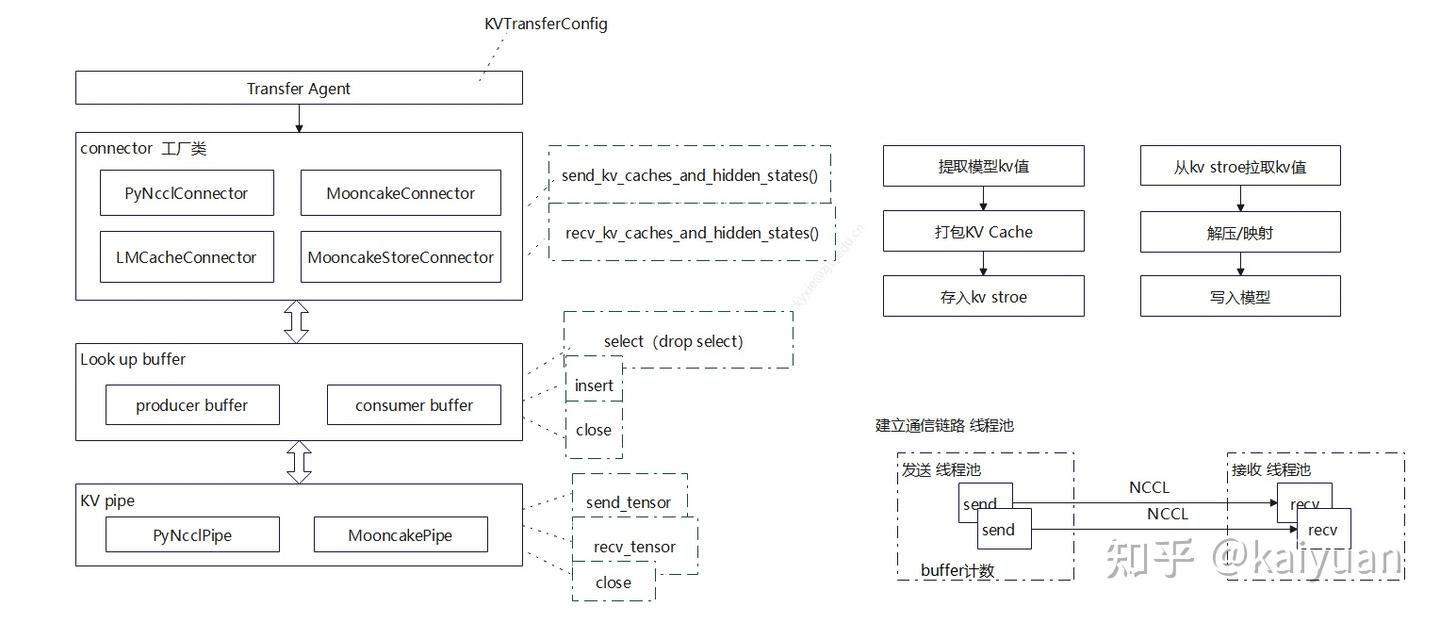 KVTransferConfig
Transfer Agent
connector 工厂类
PyNcclConnector
MooncakeConnector
LMCacheConnector
MooncakeStoreConnector
send_kv_caches_and_hidden_states()
recv_kv_caches_and_hidden_states()
Look up buffer
producer buffer
consumer buffer
select（drop select）
insert
close
KV pipe
PyNcclPipe
MooncakePipe
send_tensor
recv_tensor
close
提取模型kv值
打包KV Cache
存入kv stroe
从kv stroe拉取kv值
解压/映射
写入模型
建立通信链路 线程池
发送 线程池
send
send
buffer计数
NCCL
NCCL
接收 线程池
recv
recv
知乎 @kaiyuan